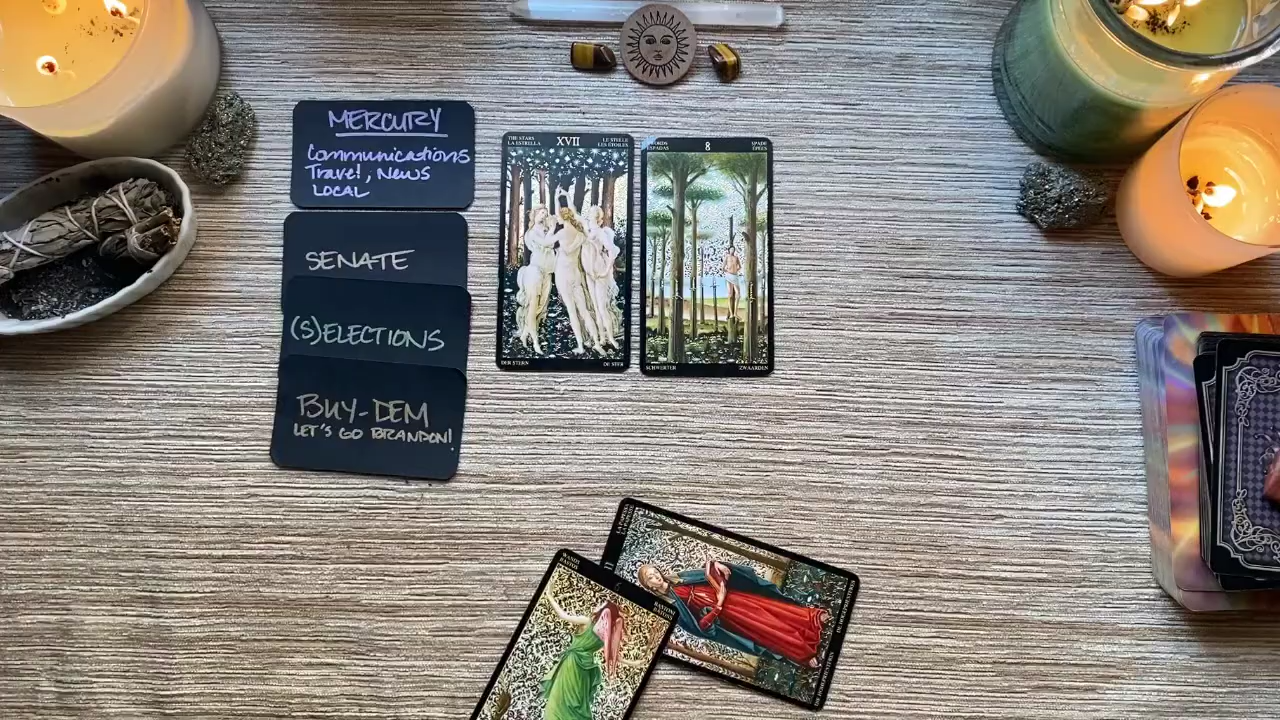 MERCURY
Communications
Travel, News
LOCAL
SENATE
(S)ELECTIONS
BUY-DEM
LET'S GO BRANDON!
THE STARS
LA ESTRELLA
XVII
LE STELLE
LES ÉTOILES
DER STERN
DE STER
SWORDS
ESPADAS
8
SPADE
ÉPÉES
SCHWERTER
ZWAARDEN